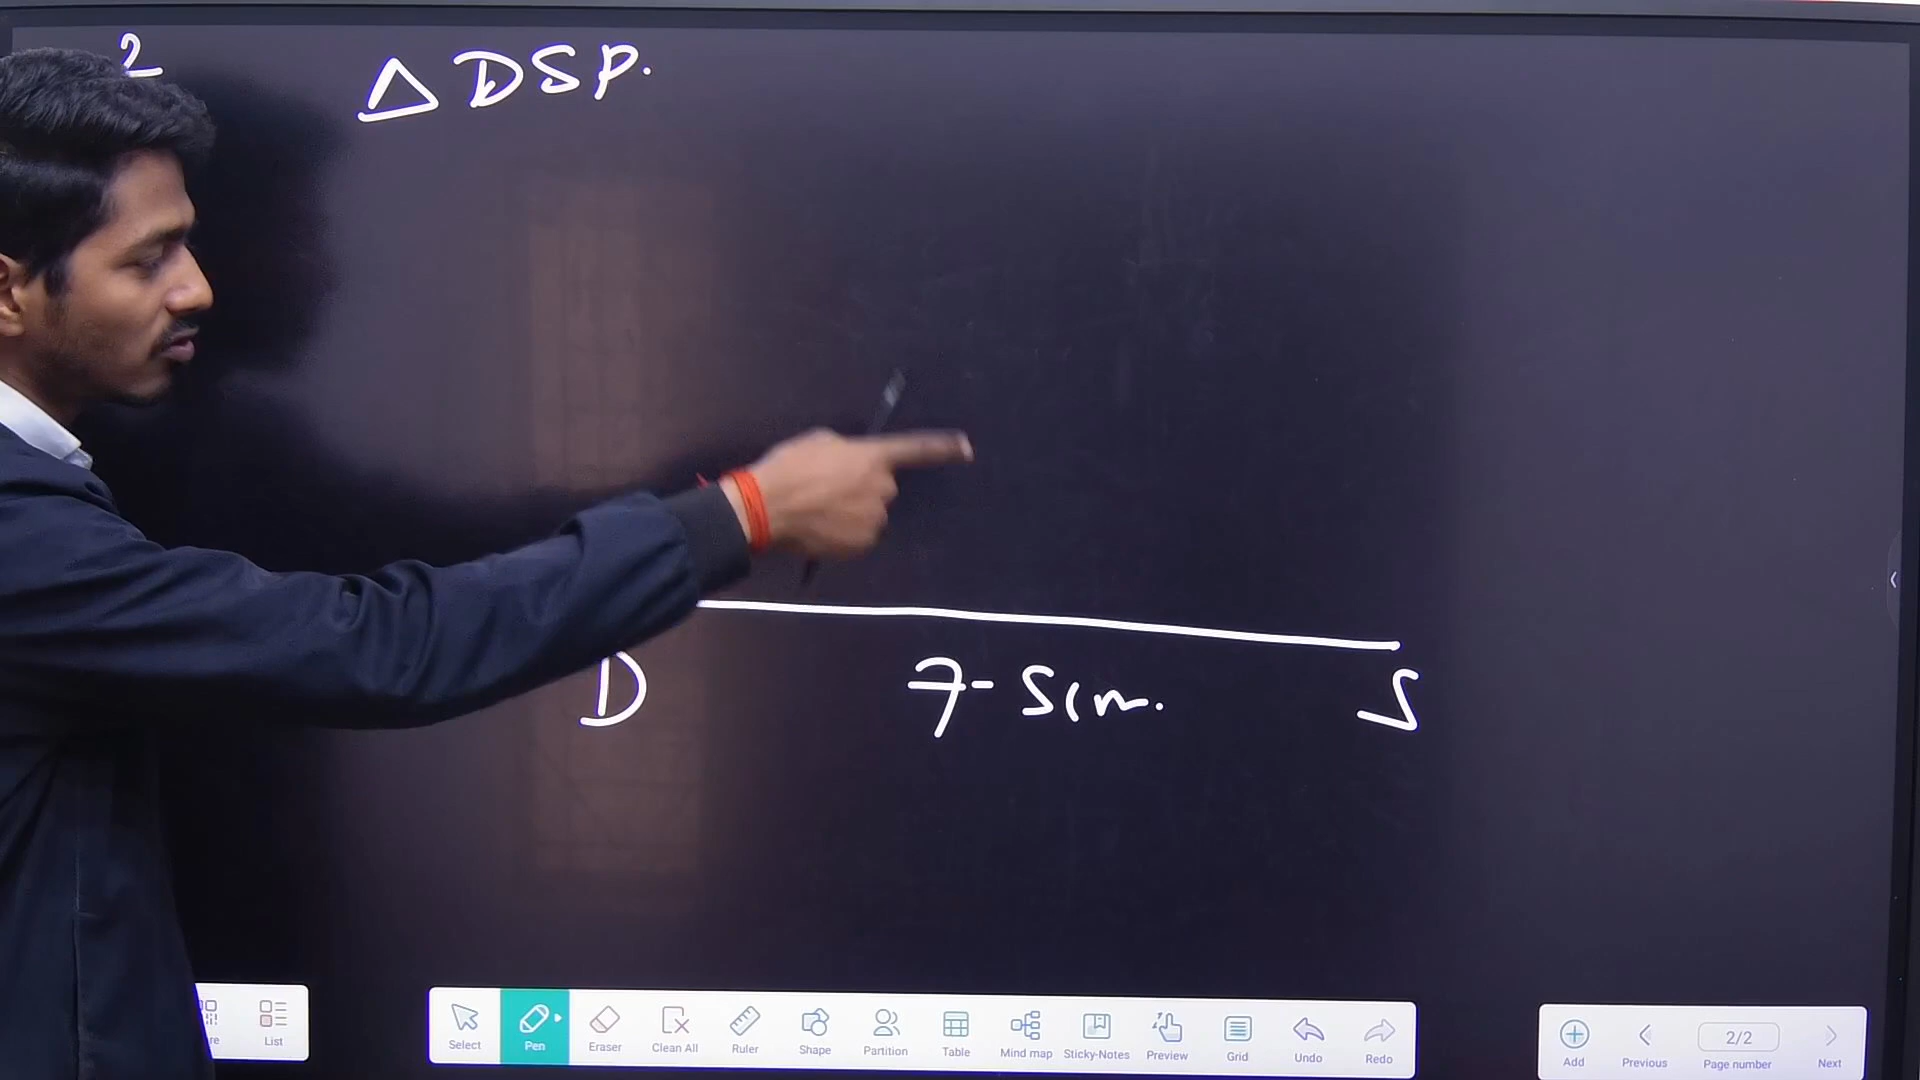 2
△DSP.
D 7-5cm. S
re List
Select Pen Eraser Clean All Ruler Shape Partition Table Mind map Sticky-Notes Preview Grid Undo Redo
Add Previous 2/2 Page number Next